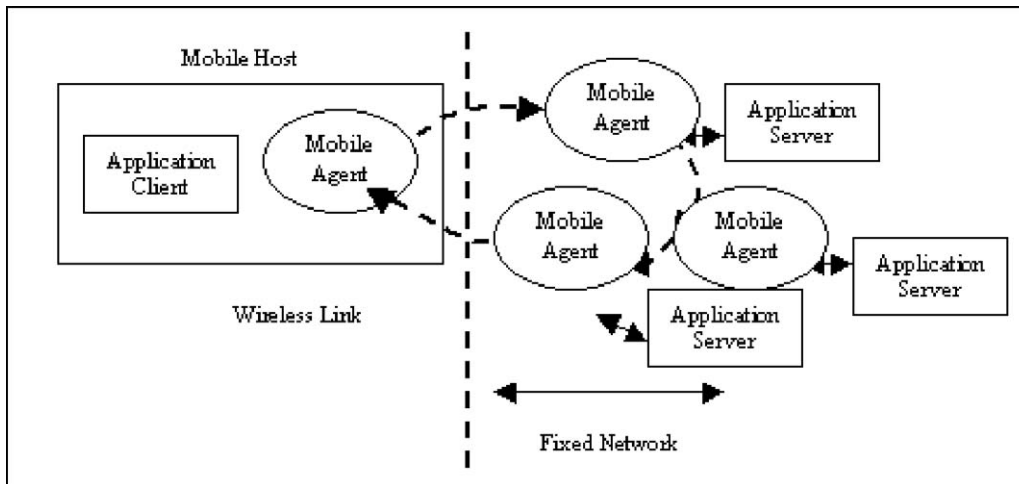 Mobile Host
Application
Client
Mobile
Agent
Wireless Link
Mobile
Agent
Application
Server
Mobile
Agent
Mobile
Agent
Application
Server
Application
Server
Fixed Network